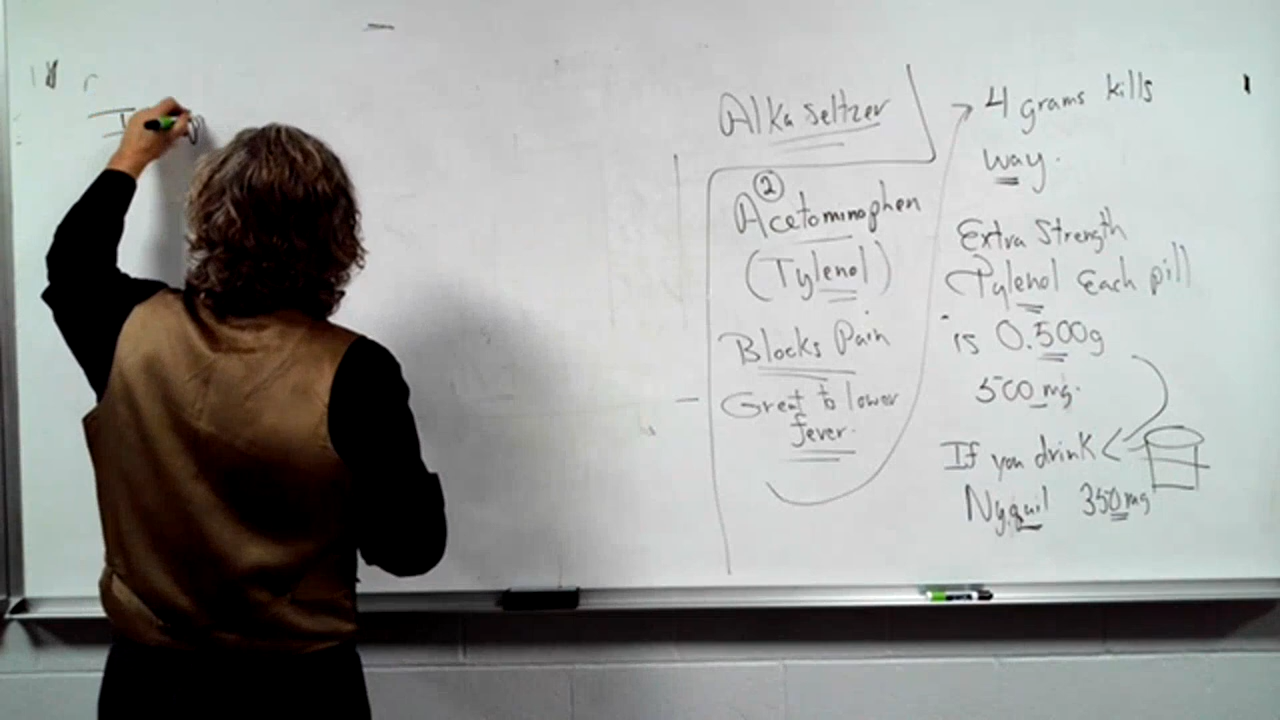 Alka Seltzer
②
Acetominophen
(Tylenol)
Blocks Pain
Great to lower
fever.
4 grams kills
way.
Extra Strength
Tylenol Each pill
is 0.500g
500 mg.
If you drink
Nyquil 350mg